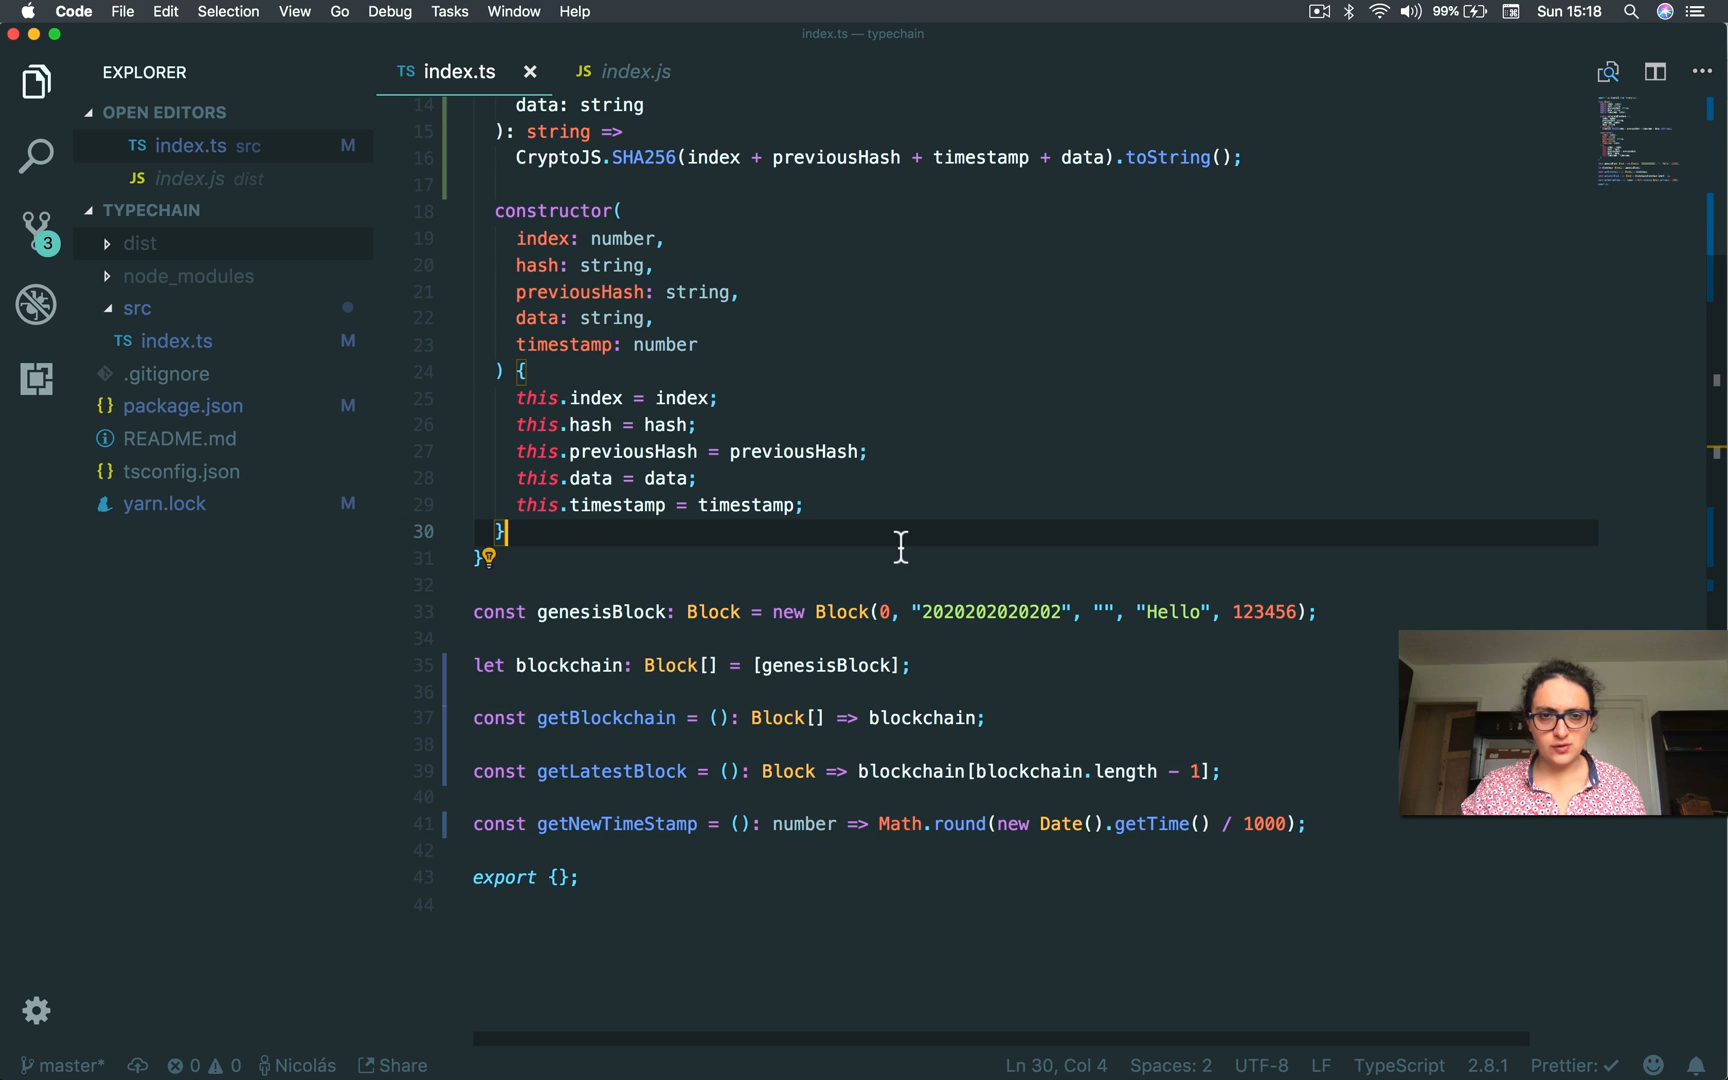 Code File Edit Selection View Go Debug Tasks Window Help 99% Sun 15:18
index.ts — typechain
EXPLORER
TS index.ts
JS index.js
OPEN EDITORS
TS index.ts src M
JS index.js dist
TYPECHAIN
dist
node_modules
src
TS index.ts M
.gitignore
{} package.json M
README.md
{} tsconfig.json
yarn.lock M
3
14 data: string
15 ): string =>
16 CryptoJS.SHA256(index + previousHash + timestamp + data).toString();
17
18 constructor(
19 index: number,
20 hash: string,
21 previousHash: string,
22 data: string,
23 timestamp: number
24 ) {
25 this.index = index;
26 this.hash = hash;
27 this.previousHash = previousHash;
28 this.data = data;
29 this.timestamp = timestamp;
30 }
31 }
32
33 const genesisBlock: Block = new Block(0, "2020202020202", "", "Hello", 123456);
34
35 let blockchain: Block[] = [genesisBlock];
36
37 const getBlockchain = (): Block[] => blockchain;
38
39 const getLatestBlock = (): Block => blockchain[blockchain.length - 1];
40
41 const getNewTimeStamp = (): number => Math.round(new Date().getTime() / 1000);
42
43 export {};
44
master* 0 0 Nicolás Share Ln 30, Col 4 Spaces: 2 UTF-8 LF TypeScript 2.8.1 Prettier: ✓